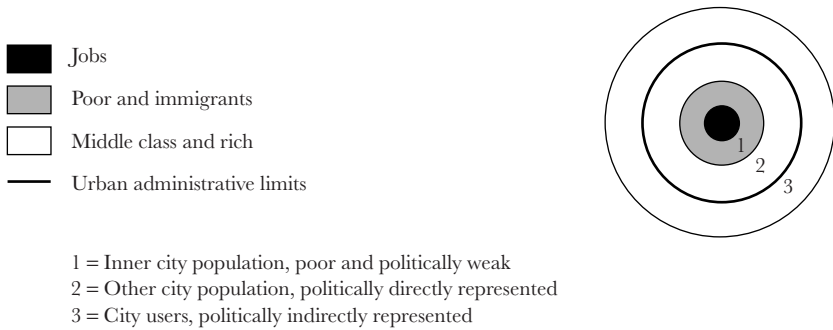 Jobs
Poor and immigrants
Middle class and rich
Urban administrative limits
1
2
3
1 = Inner city population, poor and politically weak
2 = Other city population, politically directly represented
3 = City users, politically indirectly represented